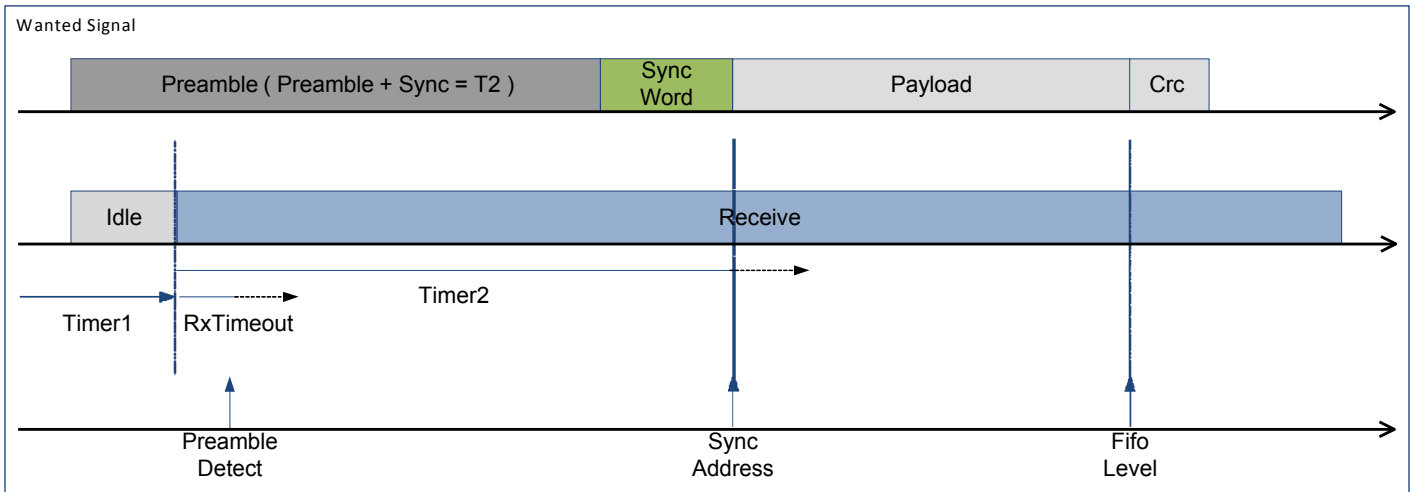 Wanted Signal
Preamble ( Preamble + Sync = T2 )
Sync
Word
Payload
Crc
Idle
Receive
Timer2
Timer1
RxTimeout
Preamble
Detect
Sync
Address
Fifo
Level